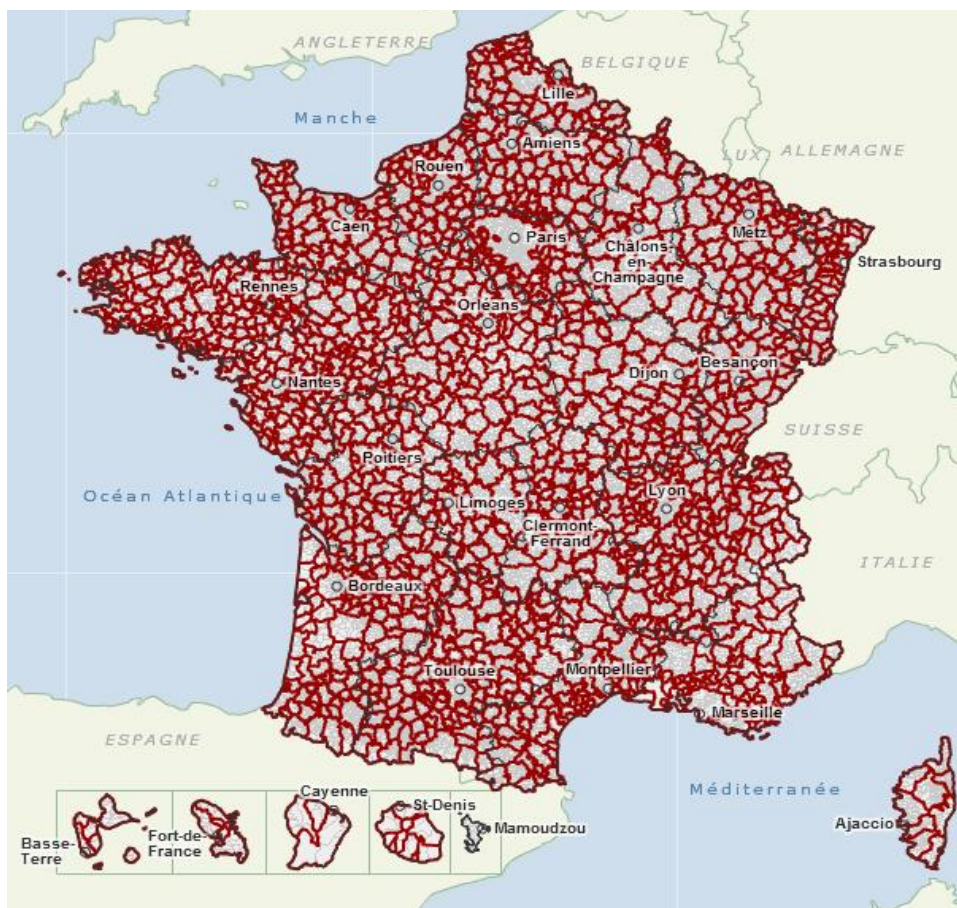 ANGLETERRE
BELGIQUE
Lille
Manche
Amiens
LUX.
ALLEMAGNE
Rouen
Caen
Paris
Metz
Châlons-
en-
Champagne
Strasbourg
Rennes
Orléans
Nantes
Dijon
Besançon
SUISSE
Poitiers
Océan Atlantique
Limoges
Lyon
Clermont-
Ferrand
ITALIE
Bordeaux
Toulouse
Montpellier
Marseille
ESPAGNE
Méditerranée
Cayenne
St-Denis
Basse-
Terre
Fort-de-
France
Mamoudzou
Ajaccio